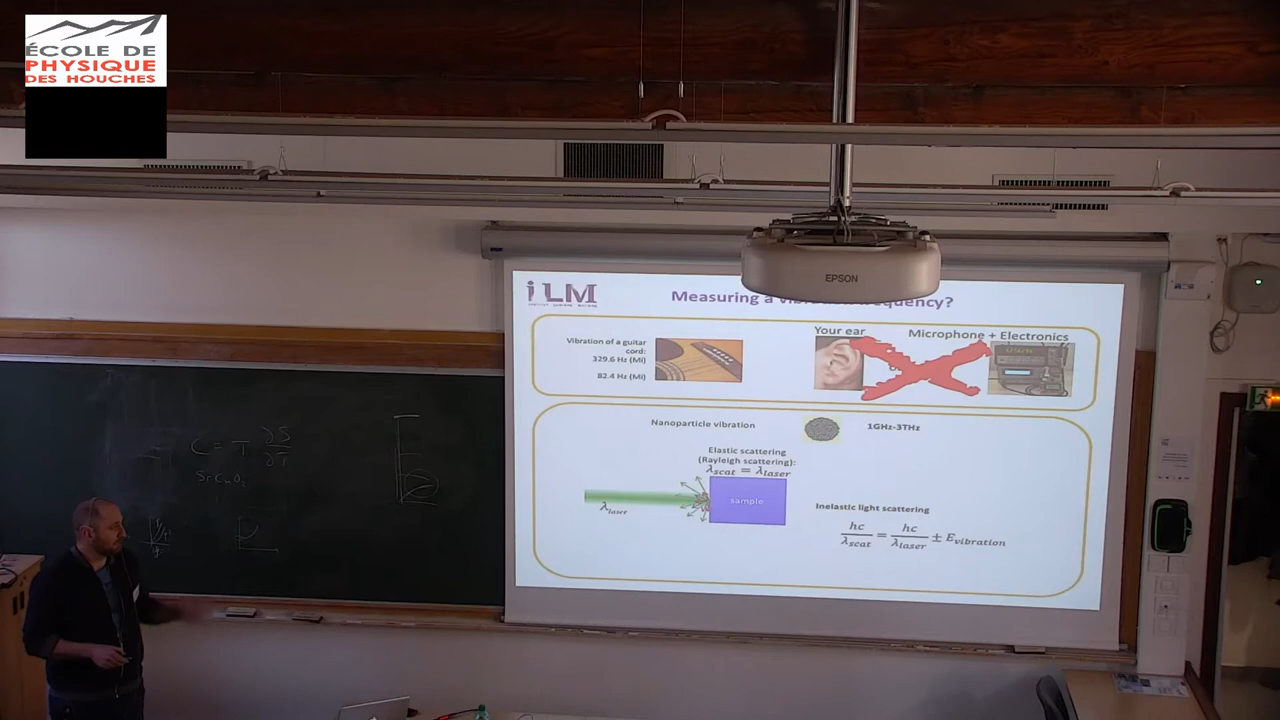 ÉCOLE DE
PHYSIQUE
DES HOUCHES
EPSON
iLM
Measuring a
Vibration of a guitar
cord:
329.6 Hz (Mi)
82.4 Hz (Mi)
Your ear
Microphone + Electronics
Nanoparticle vibration
1GHz-3THz
Elastic scattering
(Rayleigh scattering):
λscat = λlaser
λlaser
sample
Inelastic light scattering
hc/λscat = hc/λlaser ± Evibration
C = T ∂S/∂T
SrCuO₂